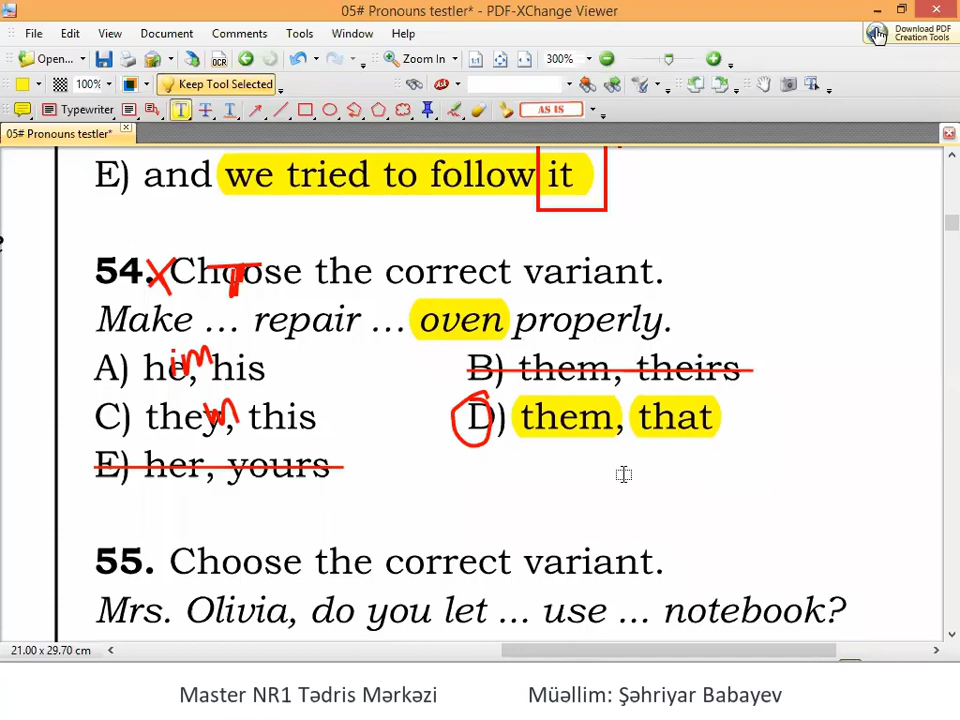 05# Pronouns testler* - PDF-XChange Viewer
File Edit View Document Comments Tools Window Help
Download PDF
Creation Tools
Open... OCR Zoom In 300%
100% Keep Tool Selected
Typewriter T T T AS IS
05# Pronouns testler*
E) and we tried to follow it
54. Choose the correct variant.
X T
Make ... repair ... oven properly.
A) he, his B) them, theirs
im
C) they, this D) them, that
m
E) her, yours
55. Choose the correct variant.
Mrs. Olivia, do you let ... use ... notebook?
21.00 x 29.70 cm
Master NR1 Tədris Mərkəzi Müəllim: Şəhriyar Babayev